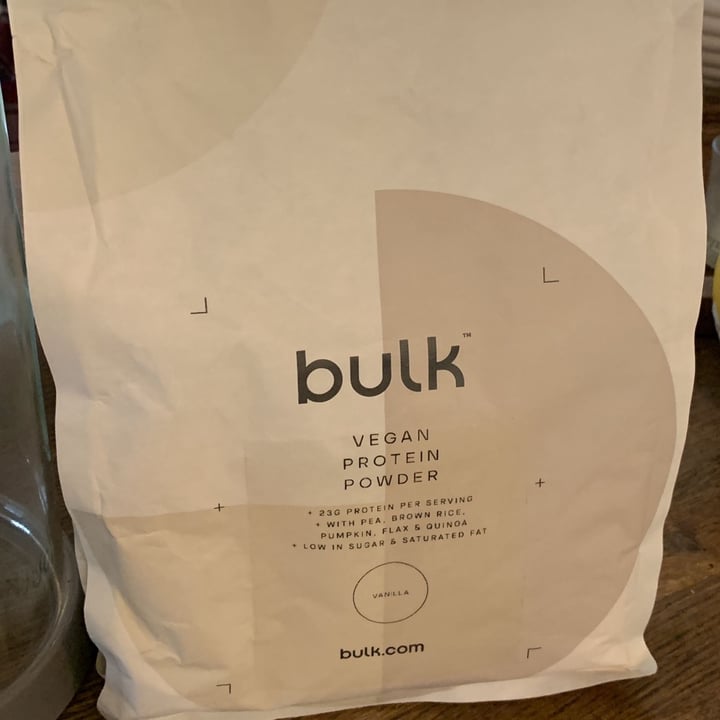 bulk™
VEGAN
PROTEIN
POWDER
+ 23G PROTEIN PER SERVING
+ WITH PEA, BROWN RICE,
PUMPKIN, FLAX & QUINOA
+ LOW IN SUGAR & SATURATED FAT
VANILLA
bulk.com